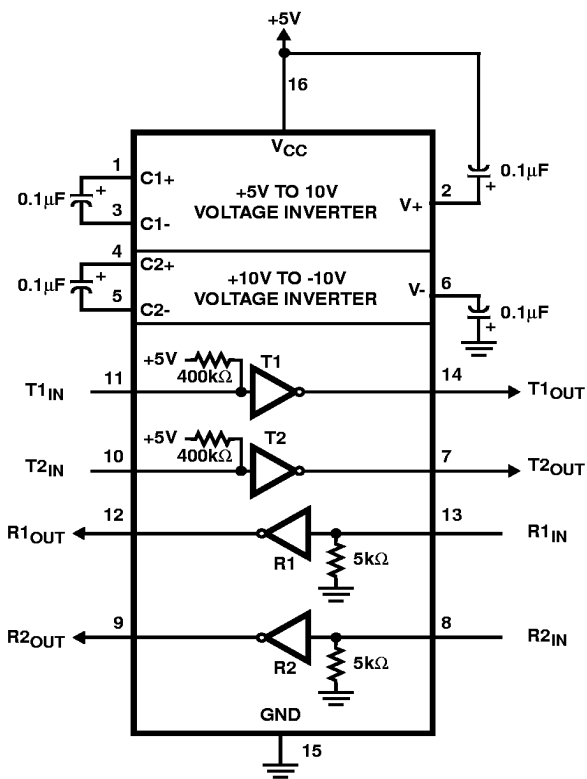 +5V
16
VCC
1
C1+
0.1μF
+
3
C1-
+5V TO 10V
VOLTAGE INVERTER
V+
2
+
0.1μF
4
C2+
0.1μF
+
5
C2-
+10V TO -10V
VOLTAGE INVERTER
V-
6
+
0.1μF
+5V
400kΩ
T1
T1IN
11
14
T1OUT
+5V
400kΩ
T2
T2IN
10
7
T2OUT
R1OUT
12
R1
5kΩ
13
R1IN
R2OUT
9
R2
5kΩ
8
R2IN
GND
15